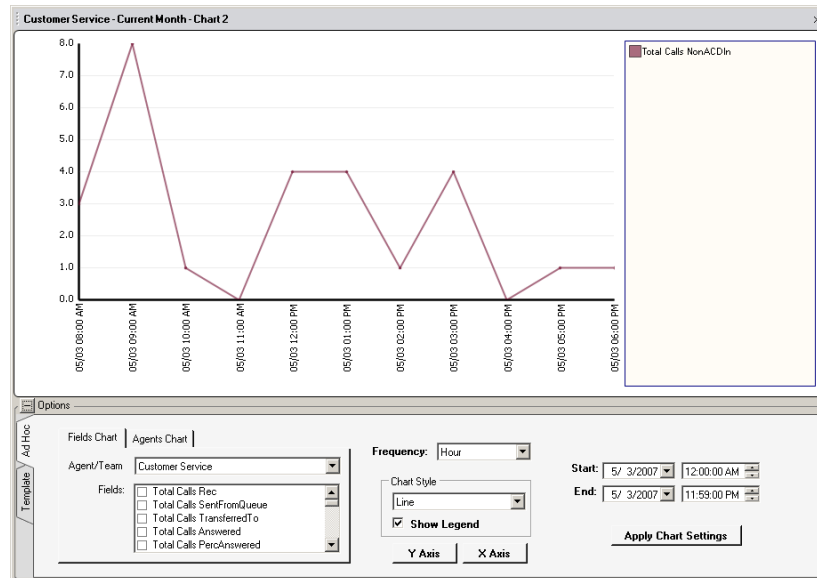 Customer Service - Current Month - Chart 2
8.0
7.0
6.0
5.0
4.0
3.0
2.0
1.0
0.0
05/03 08:00 AM
05/03 09:00 AM
05/03 10:00 AM
05/03 11:00 AM
05/03 12:00 PM
05/03 01:00 PM
05/03 02:00 PM
05/03 03:00 PM
05/03 04:00 PM
05/03 05:00 PM
05/03 06:00 PM
Total Calls NonACDIn
Options
Ad Hoc
Template
Fields Chart
Agents Chart
Agent/Team
Customer Service
Fields:
Total Calls Rec
Total Calls SentFromQueue
Total Calls TransferredTo
Total Calls Answered
Total Calls PercAnswered
Frequency: Hour
Chart Style
Line
Show Legend
Y Axis
X Axis
Start: 5/ 3/2007 12:00:00 AM
End: 5/ 3/2007 11:59:00 PM
Apply Chart Settings